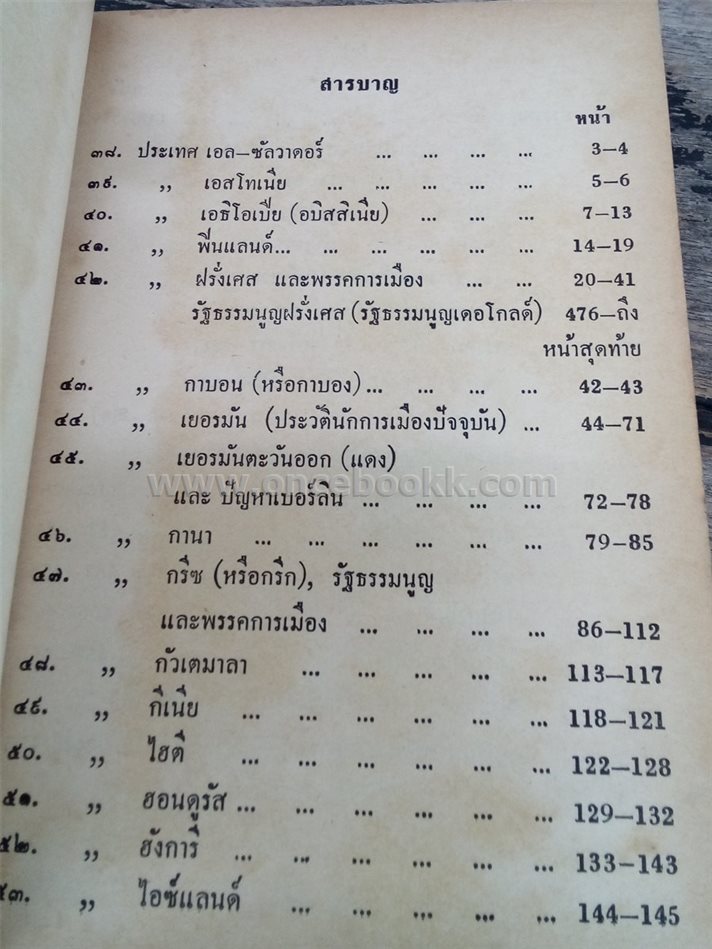 สารบาญ
หน้า
๓๘. ประเทศ เอล—ซัลวาดอร์ ... ... ... ... 3—4
๓๙. ,, เอสโทเนีย ... ... ... ... ... 5—6
๔๐. ,, เอธิโอเปีย (อบิสสิเนีย) ... ... ... 7—13
๔๑. ,, ฟินแลนด์... ... ... ... ... ... 14—19
๔๒. ,, ฝรั่งเศส และพรรคการเมือง ... ... 20—41
รัฐธรรมนูญฝรั่งเศส (รัฐธรรมนูญเดอโกลด์) 476—ถึง
หน้าสุดท้าย
๔๓. ,, กาบอน (หรือกาบอง)... ... ... ... 42—43
๔๔. ,, เยอรมัน (ประวัตินักการเมืองปัจจุบัน) ... 44—71
๔๕. ,, เยอรมันตะวันออก (แดง)
www.oncebookk.com
และ ปัญหาเบอร์ลิน ... ... ... ... 72—78
๔๖. ,, กานา ... ... ... ... ... ... 79—85
๔๗. ,, กรีซ (หรือกรีก), รัฐธรรมนูญ
และพรรคการเมือง ... ... ... ... 86—112
๔๘. ,, กัวเตมาลา ... ... ... ... ... 113—117
๔๙. ,, กีเนีย ... ... ... ... ... ... 118—121
๕๐. ,, ไฮตี ... ... ... ... ... ... 122—128
๕๑. ,, ฮอนดูรัส ... ... ... ... ... ... 129—132
๕๒. ,, ฮังการี ... ... ... ... ... ... 133—143
๕๓. ,, ไอซ์แลนด์ ... ... ... ... ... 144—145